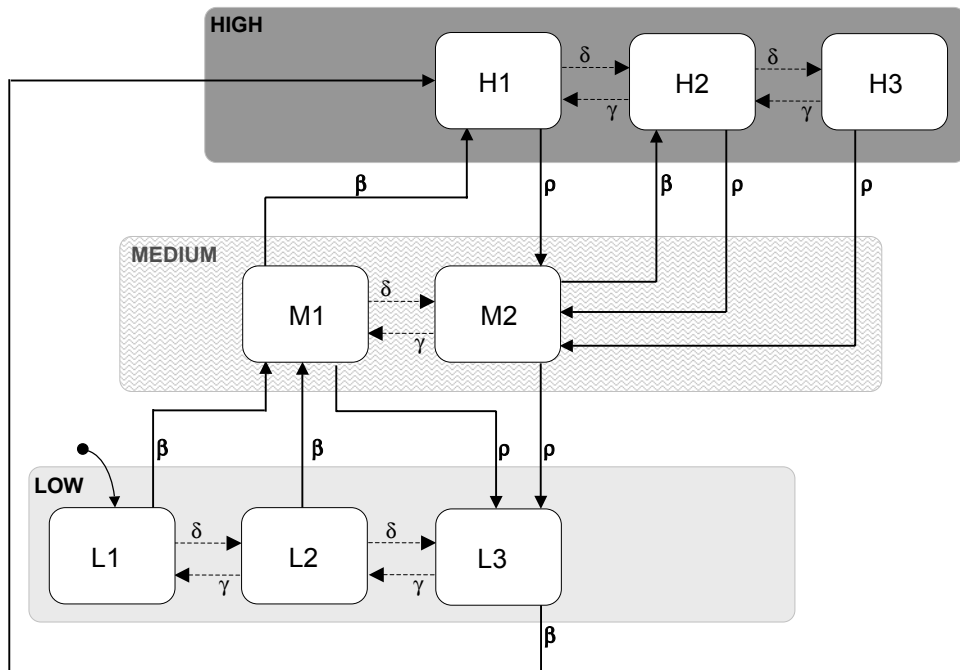 HIGH
H1
δ
γ
H2
δ
γ
H3
β
ρ
β
ρ
ρ
MEDIUM
M1
δ
γ
M2
β
β
ρ
ρ
LOW
L1
δ
γ
L2
δ
γ
L3
β